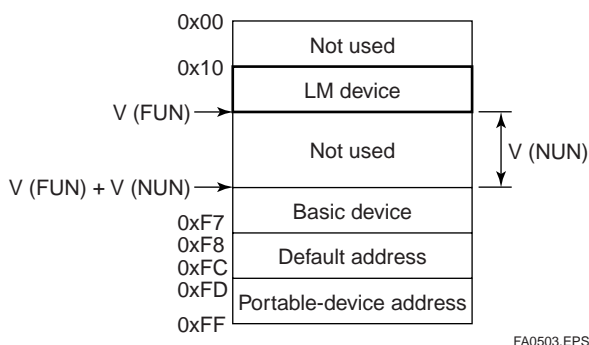 0x00
Not used
0x10
LM device
V (FUN)
Not used
V (NUN)
V (FUN) + V (NUN)
Basic device
0xF7
0xF8
Default address
0xFC
0xFD
Portable-device address
0xFF
FA0503.EPS